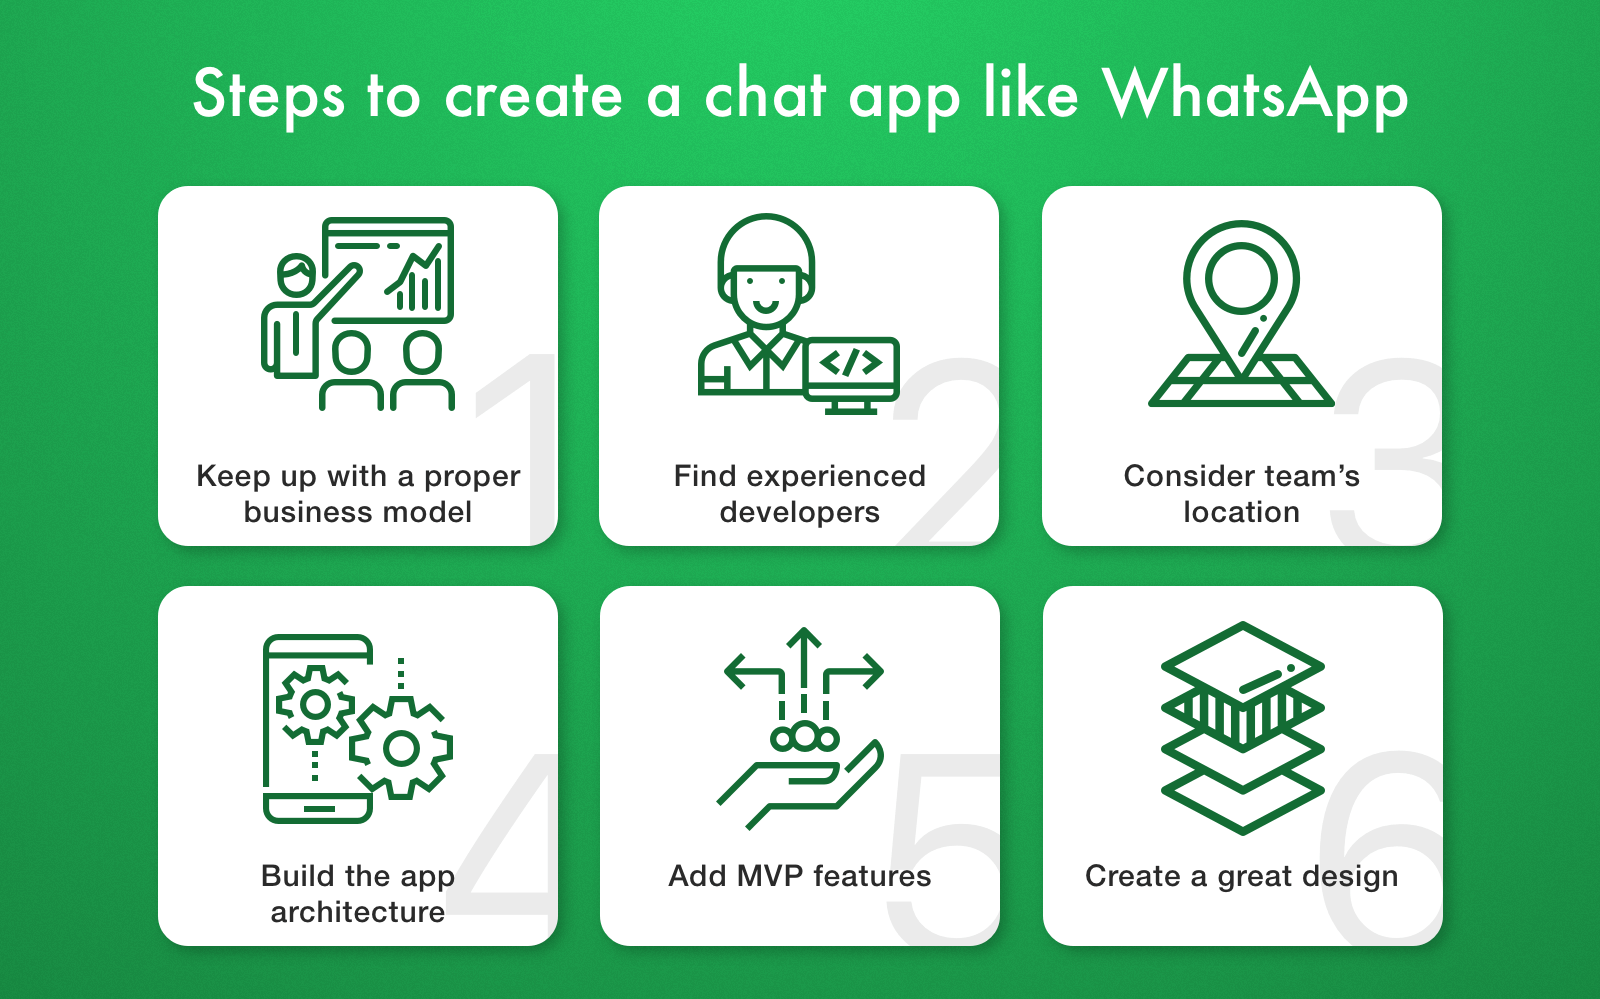 Steps to create a chat app like WhatsApp
1
Keep up with a proper
business model
</>
2
Find experienced
developers
3
Consider team’s
location
4
Build the app
architecture
5
Add MVP features
6
Create a great design